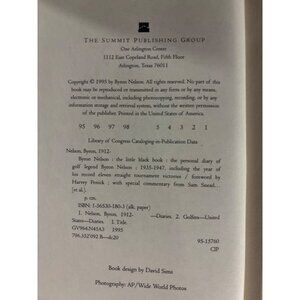 THE SUMMIT PUBLISHING GROUP
One Arlington Center
1112 East Copeland Road, Fifth Floor
Arlington, Texas 76011
Copyright © 1995 by Byron Nelson. All rights reserved. No part of this
book may be reproduced or transmitted in any form or by any means,
electronic or mechanical, including photocopying, recording, or by any
information storage and retrieval system, without the written permission
of the publisher. Printed in the United States of America.
95 96 97 98 5 4 3 2 1
Library of Congress Cataloging-in-Publication Data
Nelson, Byron, 1912-
Byron Nelson : the little black book : the personal diary of
golf legend Byron Nelson : 1935-1947, including the year of
his record eleven straight tournament victories / foreword by
Harvey Penick ; with special commentary from Sam Snead...
[et al.].
p. cm.
ISBN: 1-56530-180-3 (alk. paper)
1. Nelson, Byron, 1912- —Diaries. 2. Golfers—United
States—Diaries. I. Title.
GV964.N45A3 1995
796.352'092 B—dc20 95-15760
CIP
Book design by David Sims
Photography: AP/Wide World Photos